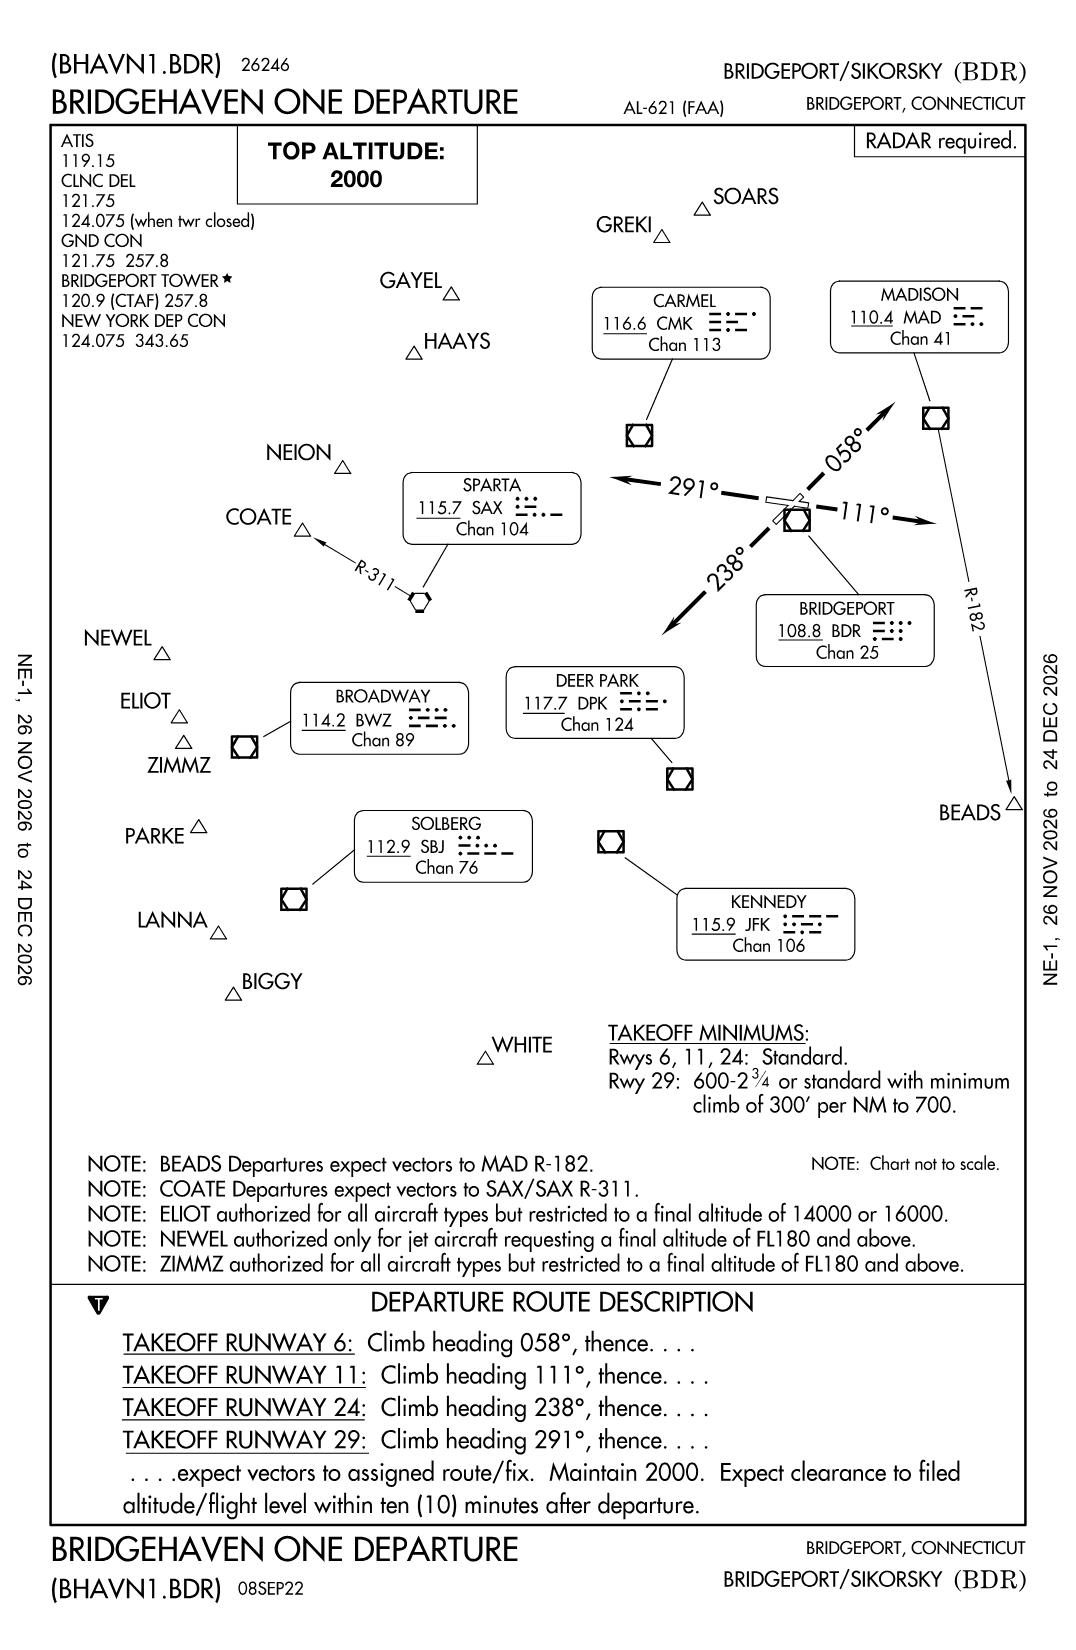 (BHAVN1.BDR) 26246
BRIDGEPORT/SIKORSKY (BDR)
BRIDGEHAVEN ONE DEPARTURE
AL-621 (FAA)
BRIDGEPORT, CONNECTICUT
ATIS
119.15
CLNC DEL
121.75
124.075 (when twr closed)
GND CON
121.75 257.8
BRIDGEPORT TOWER★
120.9 (CTAF) 257.8
NEW YORK DEP CON
124.075 343.65
TOP ALTITUDE:
2000
RADAR required.
SOARS
GREKI
GAYEL
HAAYS
CARMEL
116.6 CMK
Chan 113
MADISON
110.4 MAD
Chan 41
058°
291°
111°
238°
NEION
COATE
SPARTA
115.7 SAX
Chan 104
R-311
R-182
BRIDGEPORT
108.8 BDR
Chan 25
NEWEL
ELIOT
ZIMMZ
BROADWAY
114.2 BWZ
Chan 89
DEER PARK
117.7 DPK
Chan 124
BEADS
PARKE
SOLBERG
112.9 SBJ
Chan 76
LANNA
KENNEDY
115.9 JFK
Chan 106
BIGGY
WHITE
NE-1, 26 NOV 2026 to 24 DEC 2026
NE-1, 26 NOV 2026 to 24 DEC 2026
TAKEOFF MINIMUMS:
Rwys 6, 11, 24: Standard.
Rwy 29: 600-2 3/4 or standard with minimum
climb of 300' per NM to 700.
NOTE: BEADS Departures expect vectors to MAD R-182.
NOTE: Chart not to scale.
NOTE: COATE Departures expect vectors to SAX/SAX R-311.
NOTE: ELIOT authorized for all aircraft types but restricted to a final altitude of 14000 or 16000.
NOTE: NEWEL authorized only for jet aircraft requesting a final altitude of FL180 and above.
NOTE: ZIMMZ authorized for all aircraft types but restricted to a final altitude of FL180 and above.
T
DEPARTURE ROUTE DESCRIPTION
TAKEOFF RUNWAY 6: Climb heading 058°, thence. . . .
TAKEOFF RUNWAY 11: Climb heading 111°, thence. . . .
TAKEOFF RUNWAY 24: Climb heading 238°, thence. . . .
TAKEOFF RUNWAY 29: Climb heading 291°, thence. . . .
. . . .expect vectors to assigned route/fix. Maintain 2000. Expect clearance to filed
altitude/flight level within ten (10) minutes after departure.
BRIDGEHAVEN ONE DEPARTURE
BRIDGEPORT, CONNECTICUT
(BHAVN1.BDR) 08SEP22
BRIDGEPORT/SIKORSKY (BDR)